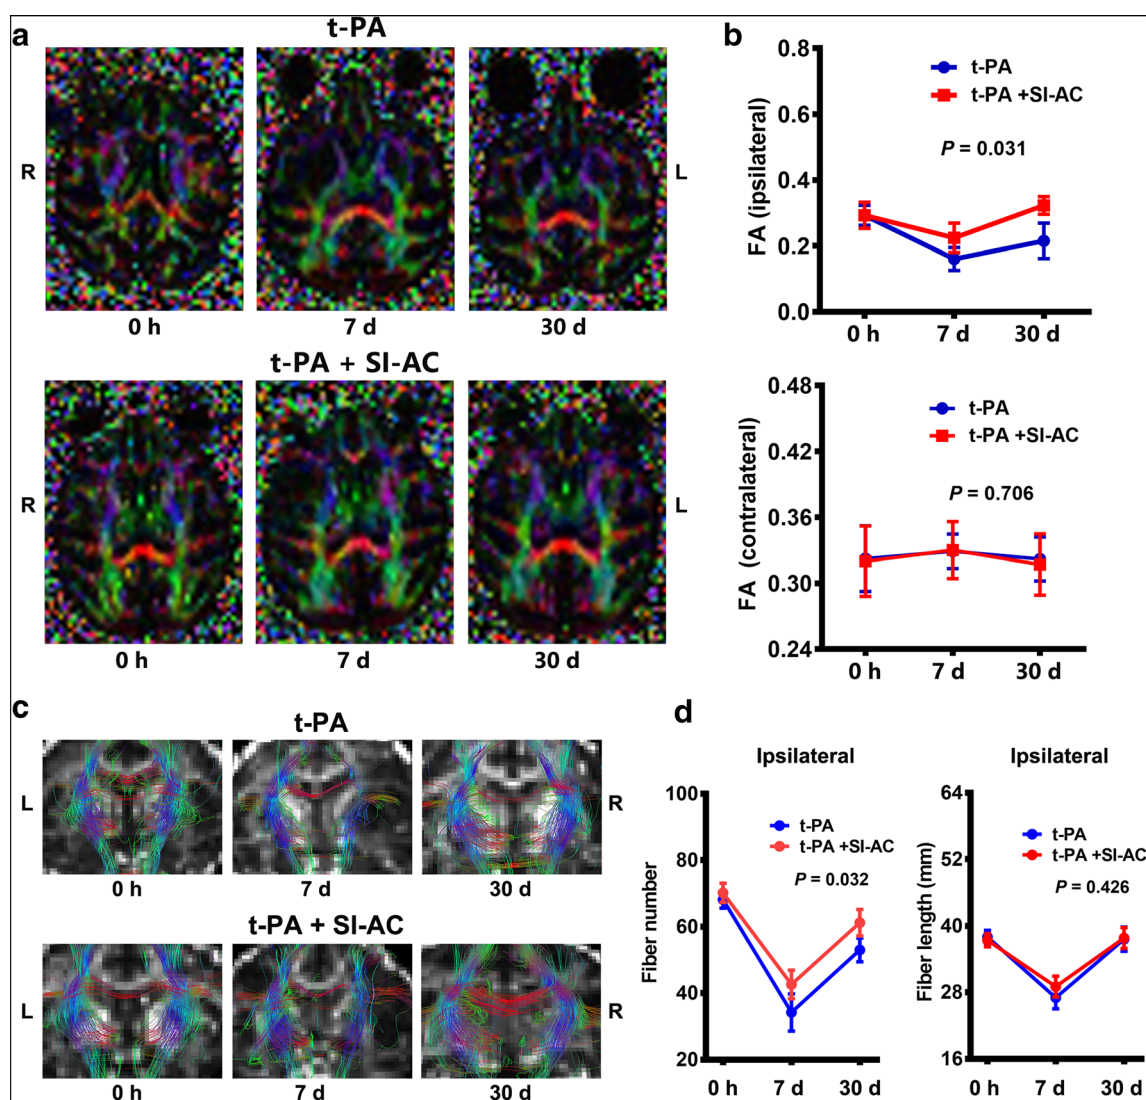 a
t-PA
R
L
0 h
7 d
30 d
t-PA + SI-AC
R
L
0 h
7 d
30 d
b
FA (ipsilateral)
0.8
0.6
0.4
0.2
0.0
t-PA
t-PA +SI-AC
P = 0.031
0 h
7 d
30 d
FA (contralateral)
0.48
0.42
0.36
0.30
0.24
t-PA
t-PA +SI-AC
P = 0.706
0 h
7 d
30 d
c
t-PA
L
R
0 h
7 d
30 d
t-PA + SI-AC
L
R
0 h
7 d
30 d
d
Ipsilateral
Fiber number
100
80
60
40
20
t-PA
t-PA +SI-AC
P = 0.032
0 h
7 d
30 d
Ipsilateral
Fiber length (mm)
64
52
40
28
16
t-PA
t-PA +SI-AC
P = 0.426
0 h
7 d
30 d